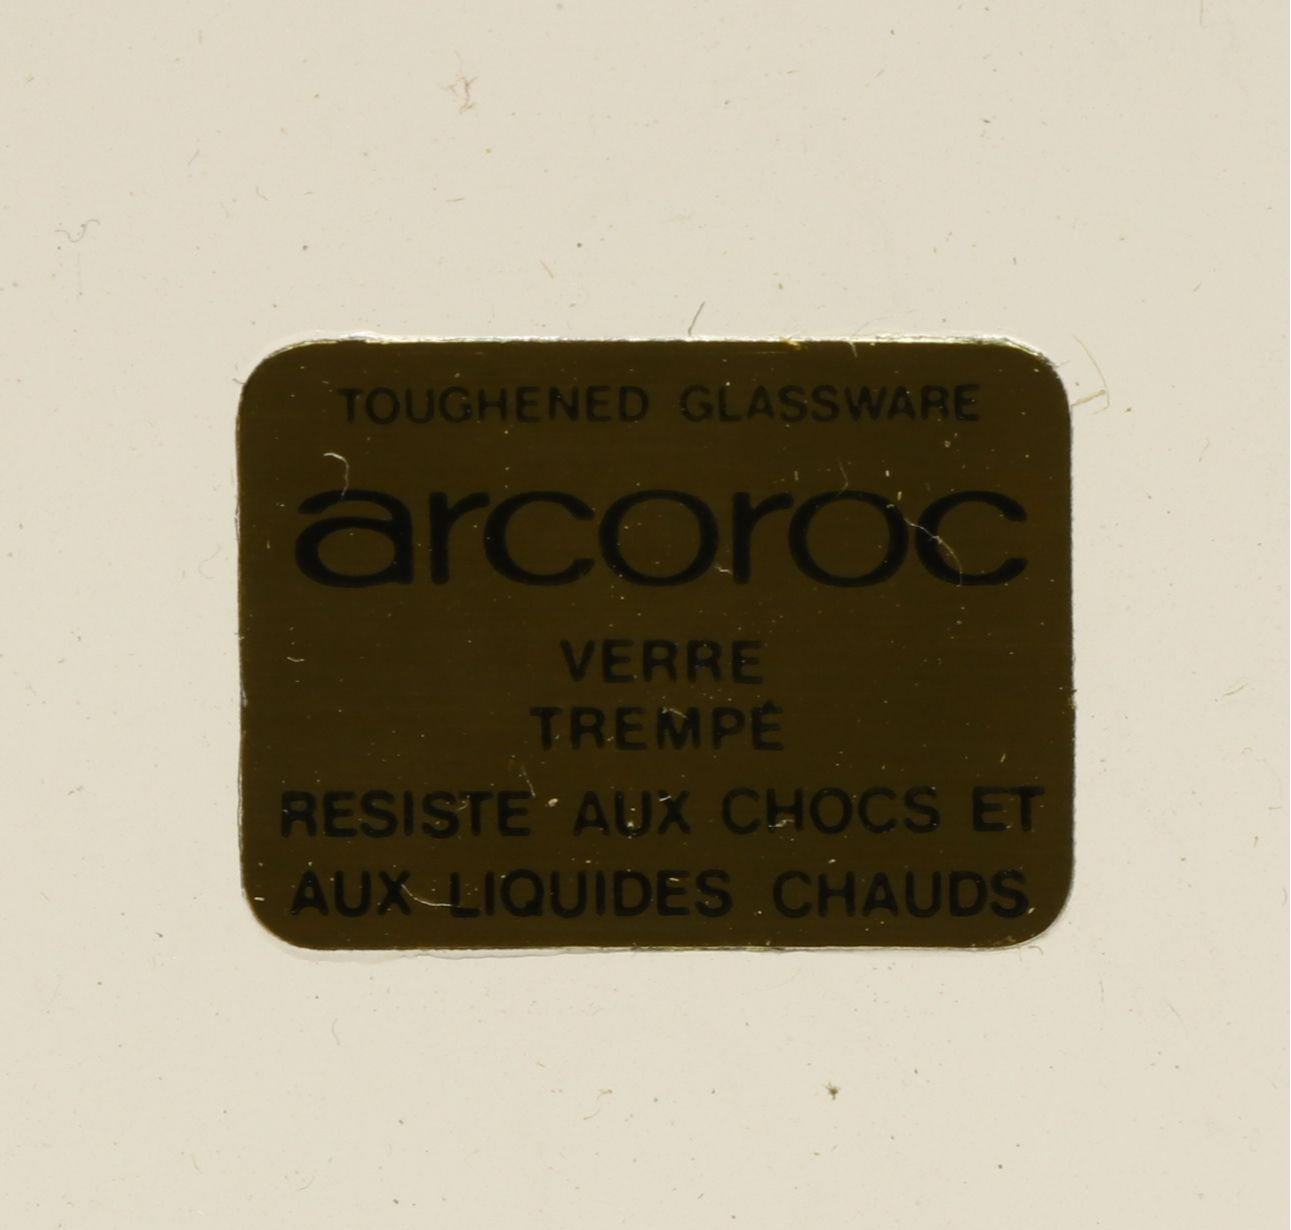 TOUGHENED GLASSWARE
arcoroc
VERRE
TREMPÉ
RESISTE AUX CHOCS ET
AUX LIQUIDES CHAUDS